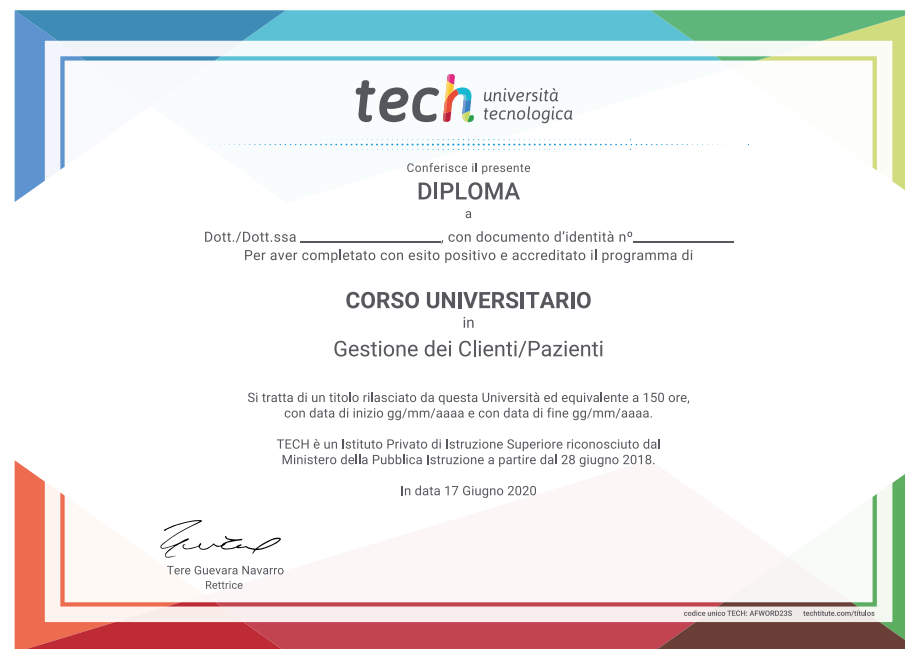 tech università
tecnologica
Conferisce il presente
DIPLOMA
a
Dott./Dott.ssa ____________________, con documento d'identità nº______________
Per aver completato con esito positivo e accreditato il programma di
CORSO UNIVERSITARIO
in
Gestione dei Clienti/Pazienti
Si tratta di un titolo rilasciato da questa Università ed equivalente a 150 ore,
con data di inizio gg/mm/aaaa e con data di fine gg/mm/aaaa.
TECH è un Istituto Privato di Istruzione Superiore riconosciuto dal
Ministero della Pubblica Istruzione a partire dal 28 giugno 2018.
In data 17 Giugno 2020
Tere Guevara Navarro
Rettrice
codice unico TECH: AFWORD23S techtitute.com/titulos